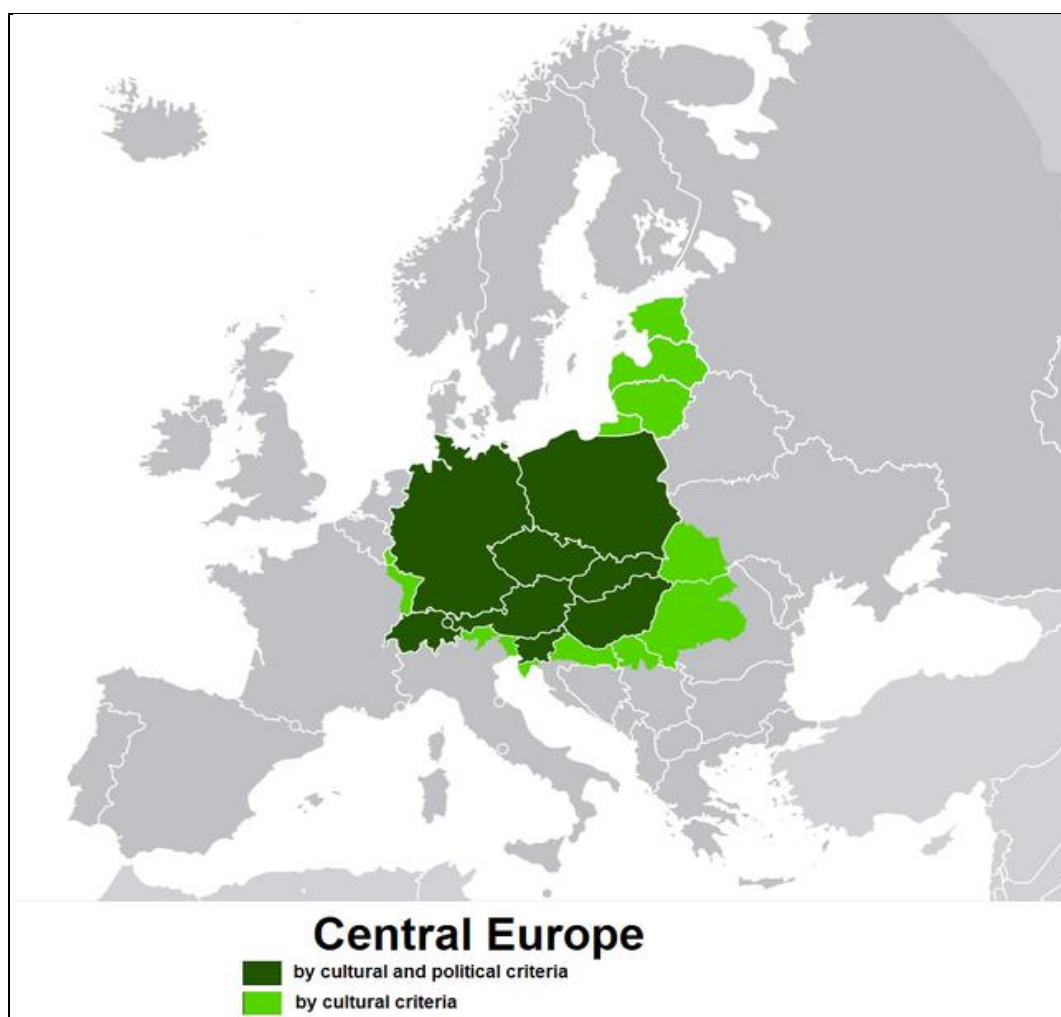 Central Europe
by cultural and political criteria
by cultural criteria